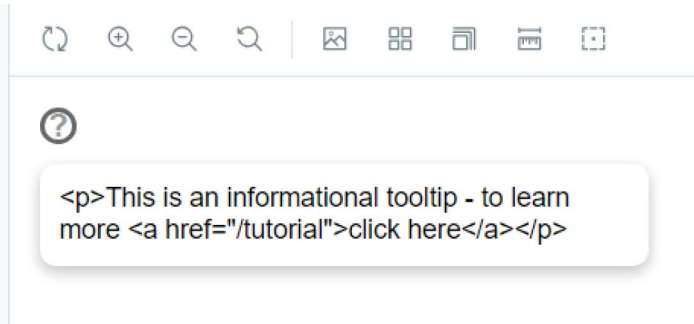 ?
<p>This is an informational tooltip - to learn
more <a href="/tutorial">click here</a></p>